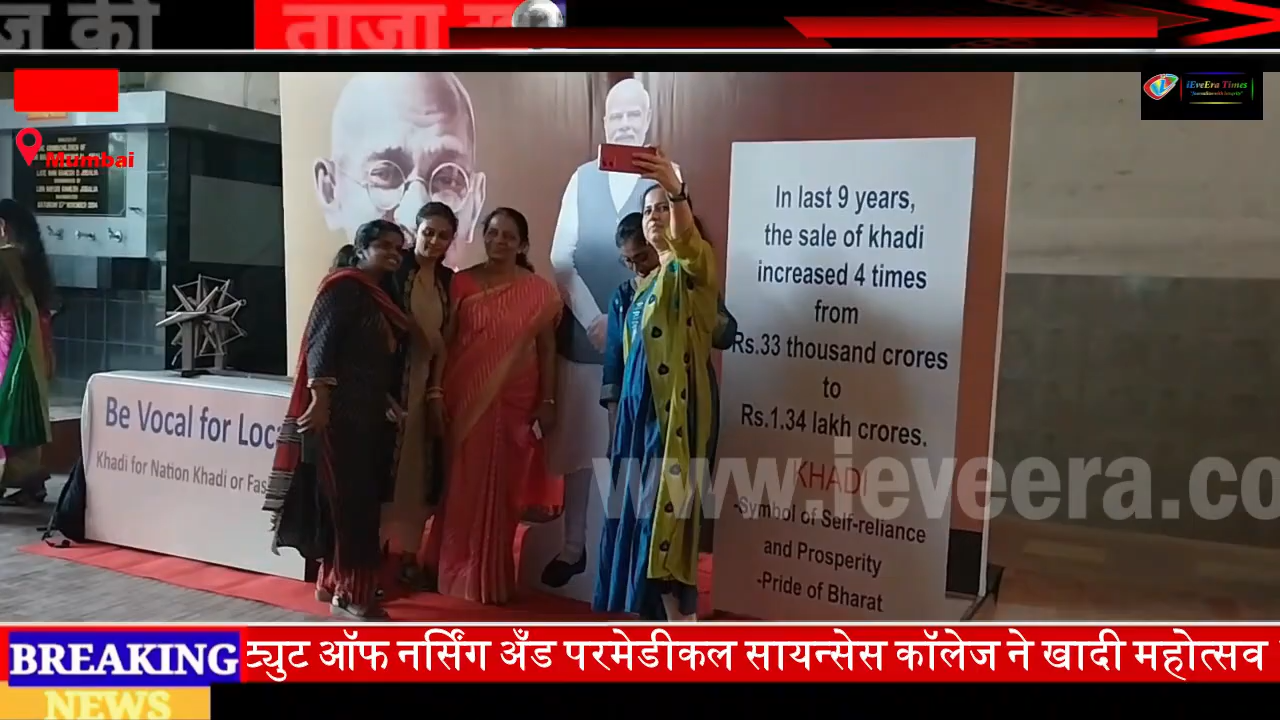 ज की
ताज़ा ख
iEveEra Times
Mumbai
In last 9 years,
the sale of khadi
increased 4 times
from
Rs.33 thousand crores
to
Rs.1.34 lakh crores.
KHADI
-Symbol of Self-reliance
and Prosperity
-Pride of Bharat
Be Vocal for Loca
Khadi for Nation Khadi or Fas
www.ieveera.co
BREAKING
NEWS
ट्युट ऑफ नर्सिंग अँड परमेडीकल सायन्सेस कॉलेज ने खादी महोत्सव